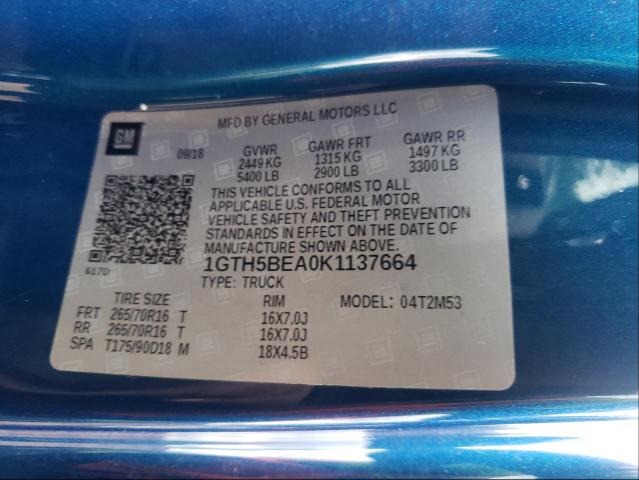 GM
MFD BY GENERAL MOTORS LLC
09/18 GVWR GAWR FRT GAWR RR
2449 KG 1315 KG 1497 KG
5400 LB 2900 LB 3300 LB
THIS VEHICLE CONFORMS TO ALL
APPLICABLE U.S. FEDERAL MOTOR
VEHICLE SAFETY AND THEFT PREVENTION
STANDARDS IN EFFECT ON THE DATE OF
MANUFACTURE SHOWN ABOVE.
617D
1GTH5BEA0K1137664
TYPE: TRUCK MODEL: 04T2M53
TIRE SIZE RIM
FRT 265/70R16 T 16X7.0J
RR 265/70R16 T 16X7.0J
SPA T175/90D18 M 18X4.5B